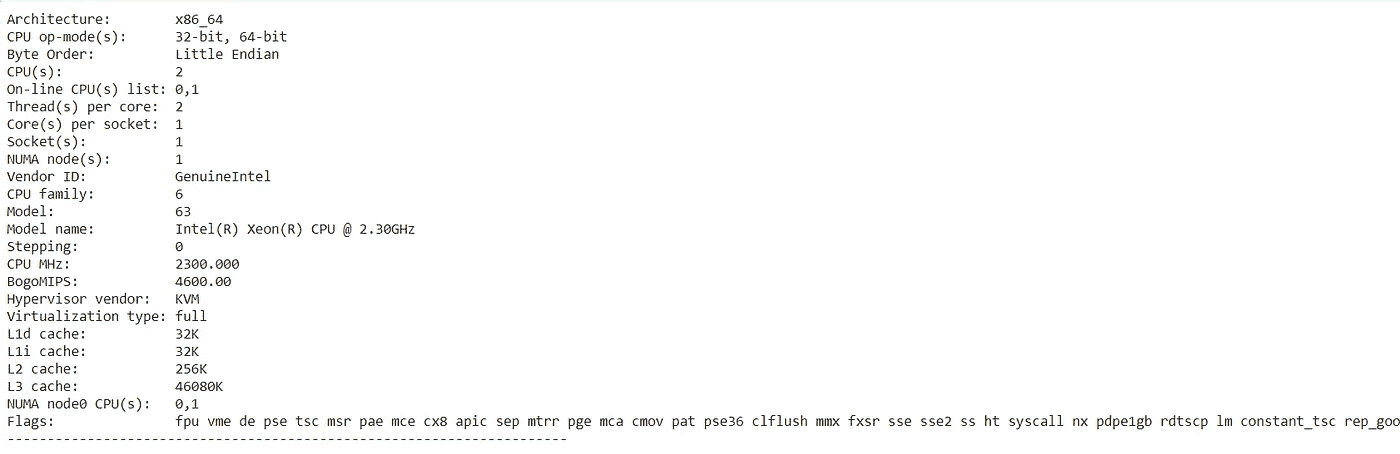 Architecture:        x86_64
CPU op-mode(s):      32-bit, 64-bit
Byte Order:          Little Endian
CPU(s):              2
On-line CPU(s) list: 0,1
Thread(s) per core:  2
Core(s) per socket:  1
Socket(s):           1
NUMA node(s):        1
Vendor ID:           GenuineIntel
CPU family:          6
Model:               63
Model name:          Intel(R) Xeon(R) CPU @ 2.30GHz
Stepping:            0
CPU MHz:             2300.000
BogoMIPS:            4600.00
Hypervisor vendor:   KVM
Virtualization type: full
L1d cache:           32K
L1i cache:           32K
L2 cache:            256K
L3 cache:            46080K
NUMA node0 CPU(s):   0,1
Flags:               fpu vme de pse tsc msr pae mce cx8 apic sep mtrr pge mca cmov pat pse36 clflush mmx fxsr sse sse2 ss ht syscall nx pdpe1gb rdtscp lm constant_tsc rep_goo
----------------------------------------------------------------------